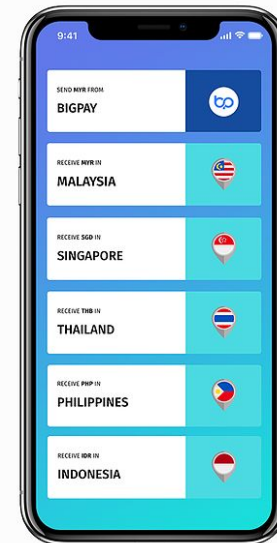 9:41
SEND MYR FROM
BIGPAY
bp
RECEIVE MYR IN
MALAYSIA
RECEIVE SGD IN
SINGAPORE
RECEIVE THB IN
THAILAND
RECEIVE PHP IN
PHILIPPINES
RECEIVE IDR IN
INDONESIA